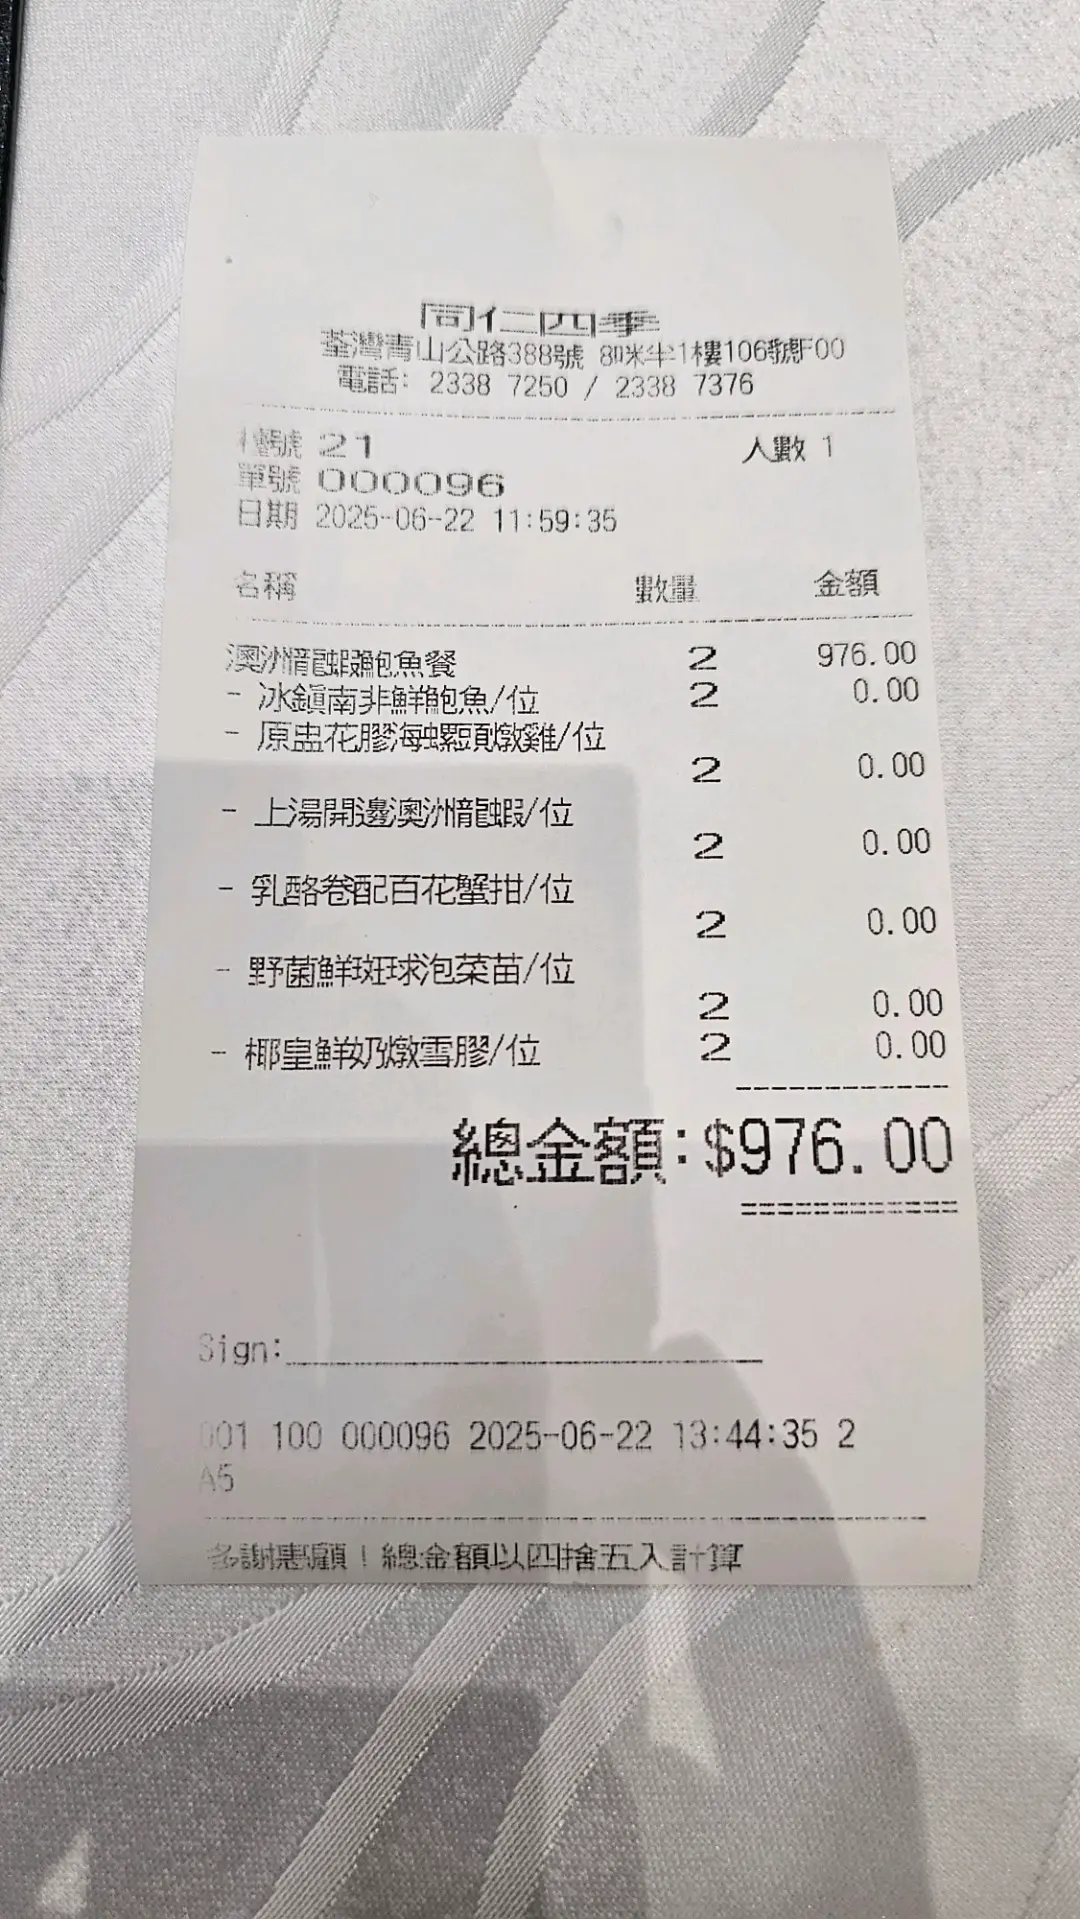 同仁四季
荃灣青山公路388號 80米半1樓106號F00
電話: 2338 7250 / 2338 7376
檯號 21 人數 1
單號 000096
日期 2025-06-22 11:59:35
名稱 數量 金額
澳洲龍蝦鮑魚餐 2 976.00
- 冰鎮南非鮮鮑魚/位 2 0.00
- 原盅花膠海螺頭燉雞/位
2 0.00
- 上湯開邊澳洲龍蝦/位
2 0.00
- 乳酪卷配百花蟹拑/位
2 0.00
- 野菌鮮斑球泡菜苗/位
2 0.00
- 椰皇鮮奶燉雪膠/位 2 0.00
總金額:$976.00
Sign:
001 100 000096 2025-06-22 13:44:35 2
A5
多謝惠顧！總金額以四捨五入計算